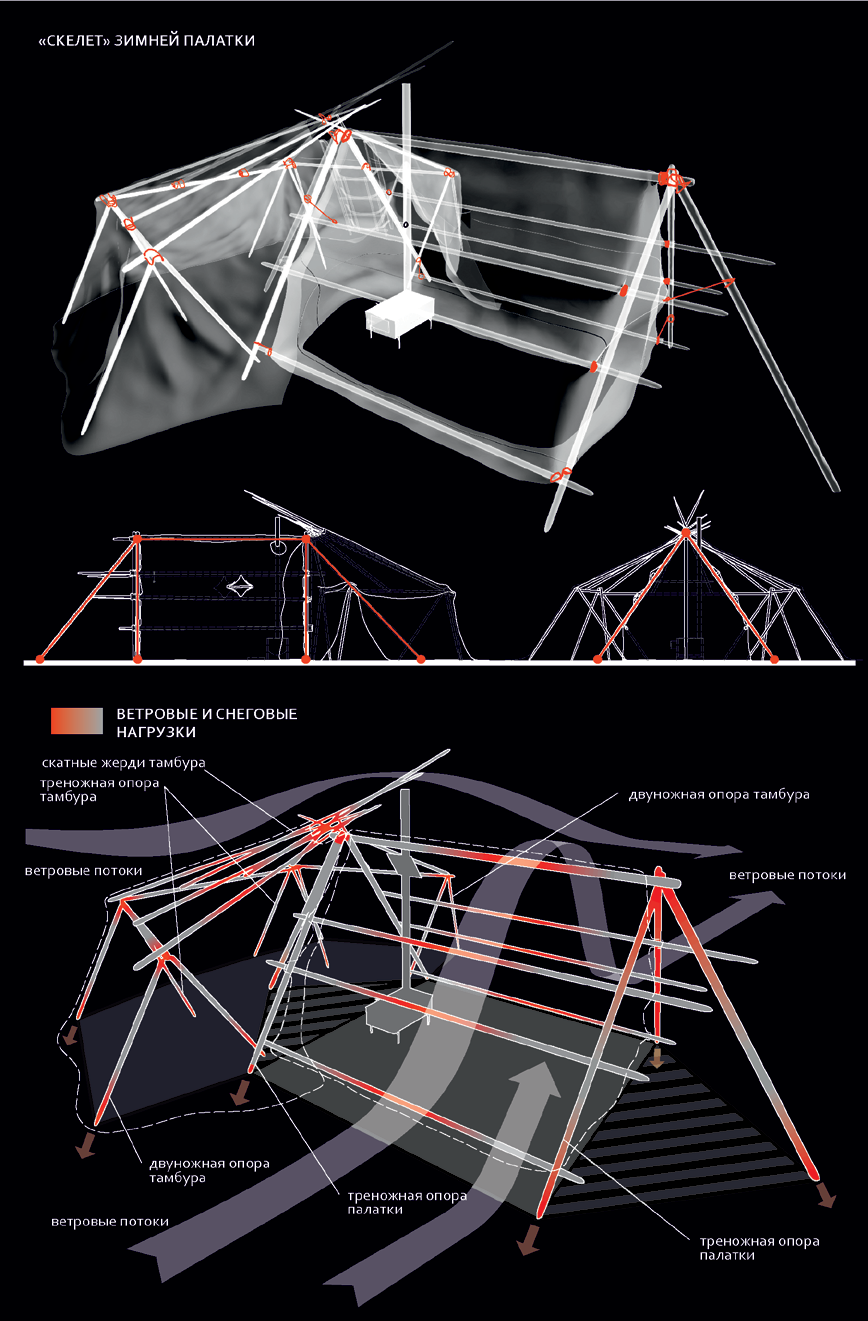 «СКЕЛЕТ» ЗИМНЕЙ ПАЛАТКИ
ВЕТРОВЫЕ И СНЕГОВЫЕ
НАГРУЗКИ
скатные жерди тамбура
треножная опора
тамбура
двуножная опора тамбура
ветровые потоки
ветровые потоки
двуножная опора
тамбура
треножная опора
палатки
ветровые потоки
треножная опора
палатки